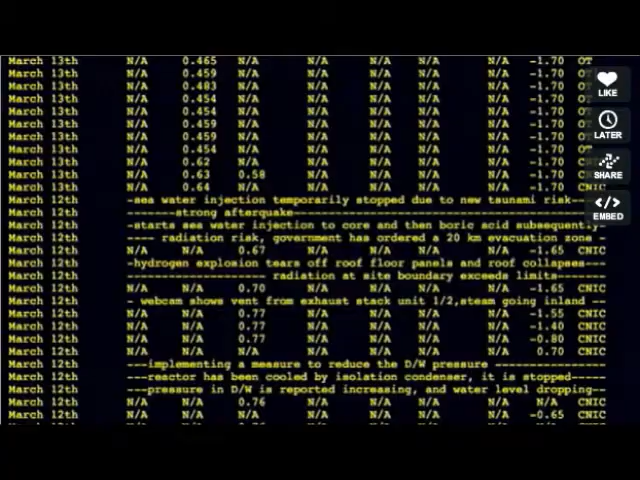 March 13th N/A 0.465 N/A N/A N/A N/A N/A -1.70 OT
March 13th N/A 0.459 N/A N/A N/A N/A N/A -1.70 OT
March 13th N/A 0.483 N/A N/A N/A N/A N/A -1.70
March 13th N/A 0.454 N/A N/A N/A N/A N/A -1.70
March 13th N/A 0.454 N/A N/A N/A N/A N/A -1.70 OT
March 13th N/A 0.459 N/A N/A N/A N/A N/A -1.70 OT
March 13th N/A 0.459 N/A N/A N/A N/A N/A -1.70 OT
March 13th N/A 0.454 N/A N/A N/A N/A N/A -1.70 OT
March 13th N/A 0.62 N/A N/A N/A N/A N/A -1.70
March 13th N/A 0.63 0.58 N/A N/A N/A N/A -1.70
March 13th N/A 0.64 N/A N/A N/A N/A N/A -1.70 CNIC
March 12th -sea water injection temporarily stopped due to new tsunami risk--
March 12th -------strong afterquake-----------------------------------
March 12th -starts sea water injection to core and then boric acid subsequently-
March 12th ---- radiation risk, government has ordered a 20 km evacuation zone -
March 12th N/A N/A 0.67 N/A N/A N/A N/A -1.65 CNIC
March 12th -hydrogen explosion tears off roof floor panels and roof collapses-----
March 12th -------------------- radiation at site boundary exceeds limits------
March 12th N/A N/A 0.70 N/A N/A N/A N/A -1.65 CNIC
March 12th - webcam shows vent from exhaust stack unit 1/2,steam going inland --
March 12th N/A N/A 0.77 N/A N/A N/A N/A -1.55 CNIC
March 12th N/A N/A 0.77 N/A N/A N/A N/A -1.40 CNIC
March 12th N/A N/A 0.77 N/A N/A N/A N/A -0.80 CNIC
March 12th N/A N/A N/A N/A N/A N/A N/A 0.70 CNIC
March 12th ---implementing a measure to reduce the D/W pressure ----------------
March 12th ---reactor has been cooled by isolation condenser, it is stopped-----
March 12th ---pressure in D/W is reported increasing, and water level dropping--
March 12th N/A N/A 0.76 N/A N/A N/A N/A N/A CNIC
March 12th N/A N/A N/A N/A N/A N/A N/A -0.65 CNIC
LIKE
LATER
SHARE
EMBED